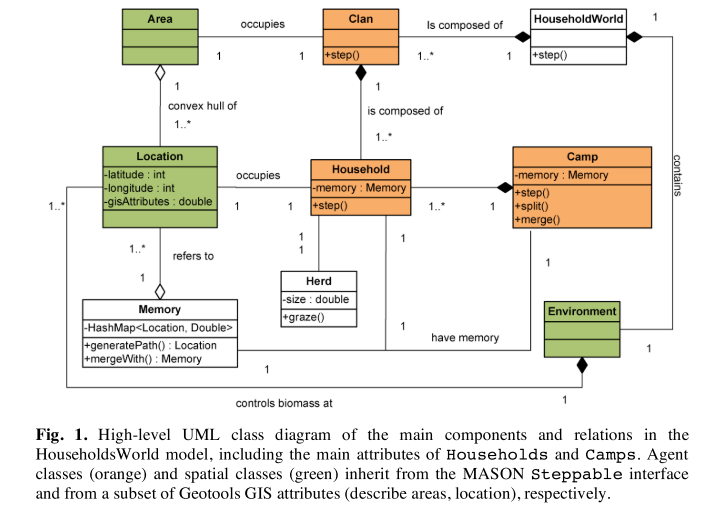 Area
occupies
Clan
Is composed of
HouseholdWorld
1
+step()
+step()
1
1
1..*
1
1
1
convex hull of
is composed of
1..*
1..*
contains
Location
-latitude : int
-longitude : int
-gisAttributes : double
occupies
Household
-memory : Memory
+step()
Camp
-memory : Memory
+step()
+split()
+merge()
1..*
1
1
1..*
1
1..*
refers to
1
1
1
1
1
Herd
-size : double
+graze()
Memory
-HashMap<Location, Double>
+generatePath() : Location
+mergeWith() : Memory
Environment
1
have memory
1
1
controls biomass at
1
Fig. 1. High-level UML class diagram of the main components and relations in the
HouseholdsWorld model, including the main attributes of Households and Camps. Agent
classes (orange) and spatial classes (green) inherit from the MASON Steppable interface
and from a subset of Geotools GIS attributes (describe areas, location), respectively.